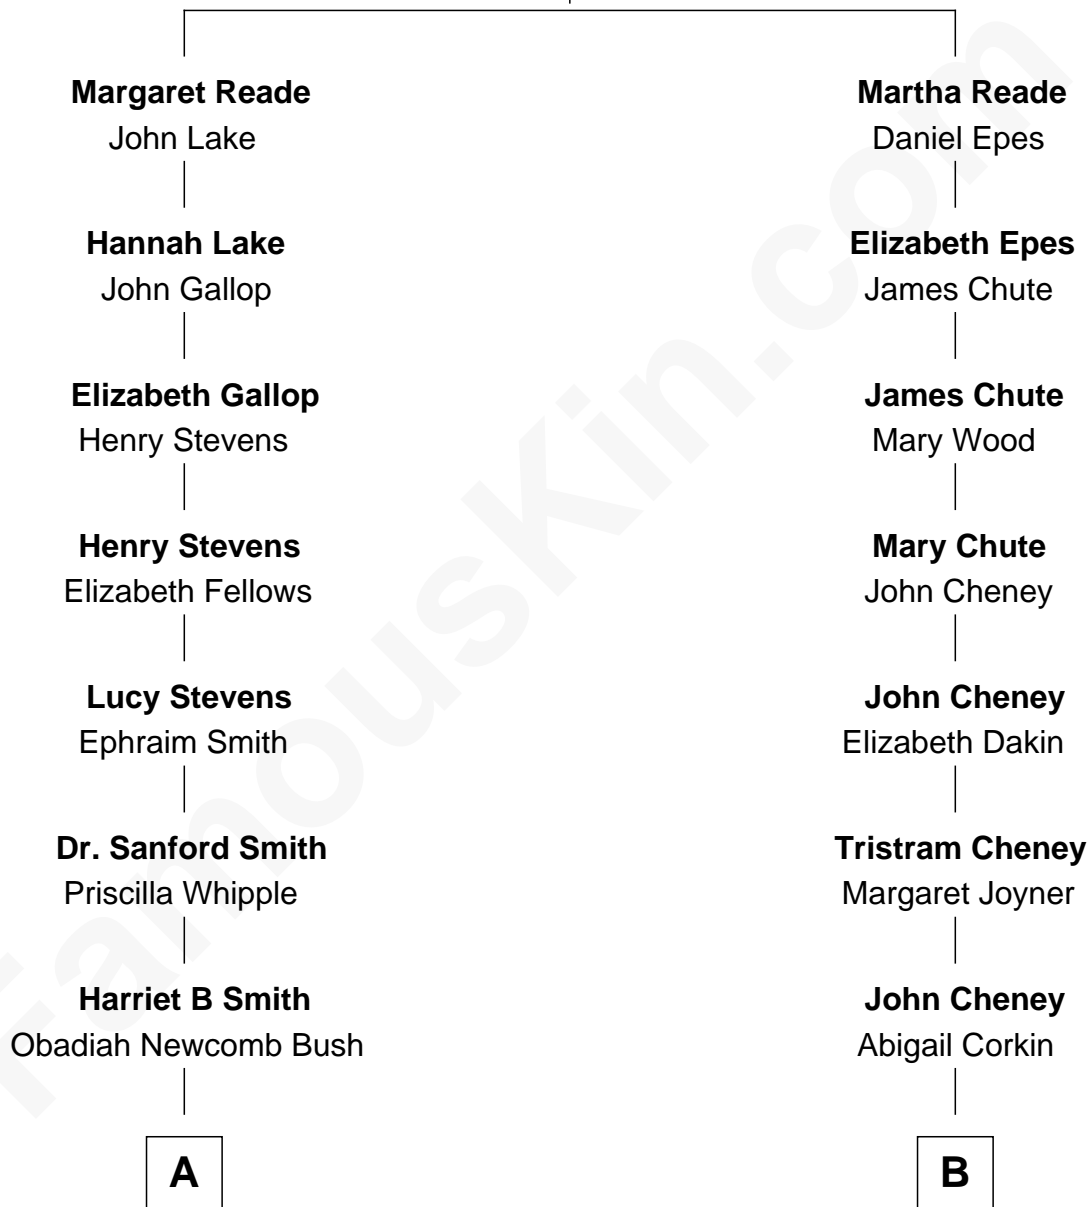 Margaret Reade
John Lake
Hannah Lake
John Gallop
Elizabeth Gallop
Henry Stevens
Henry Stevens
Elizabeth Fellows
Lucy Stevens
Ephraim Smith
Dr. Sanford Smith
Priscilla Whipple
Harriet B Smith
Obadiah Newcomb Bush
A
Martha Reade
Daniel Epes
Elizabeth Epes
James Chute
James Chute
Mary Wood
Mary Chute
John Cheney
John Cheney
Elizabeth Dakin
Tristram Cheney
Margaret Joyner
John Cheney
Abigail Corkin
B
FamousKin.com